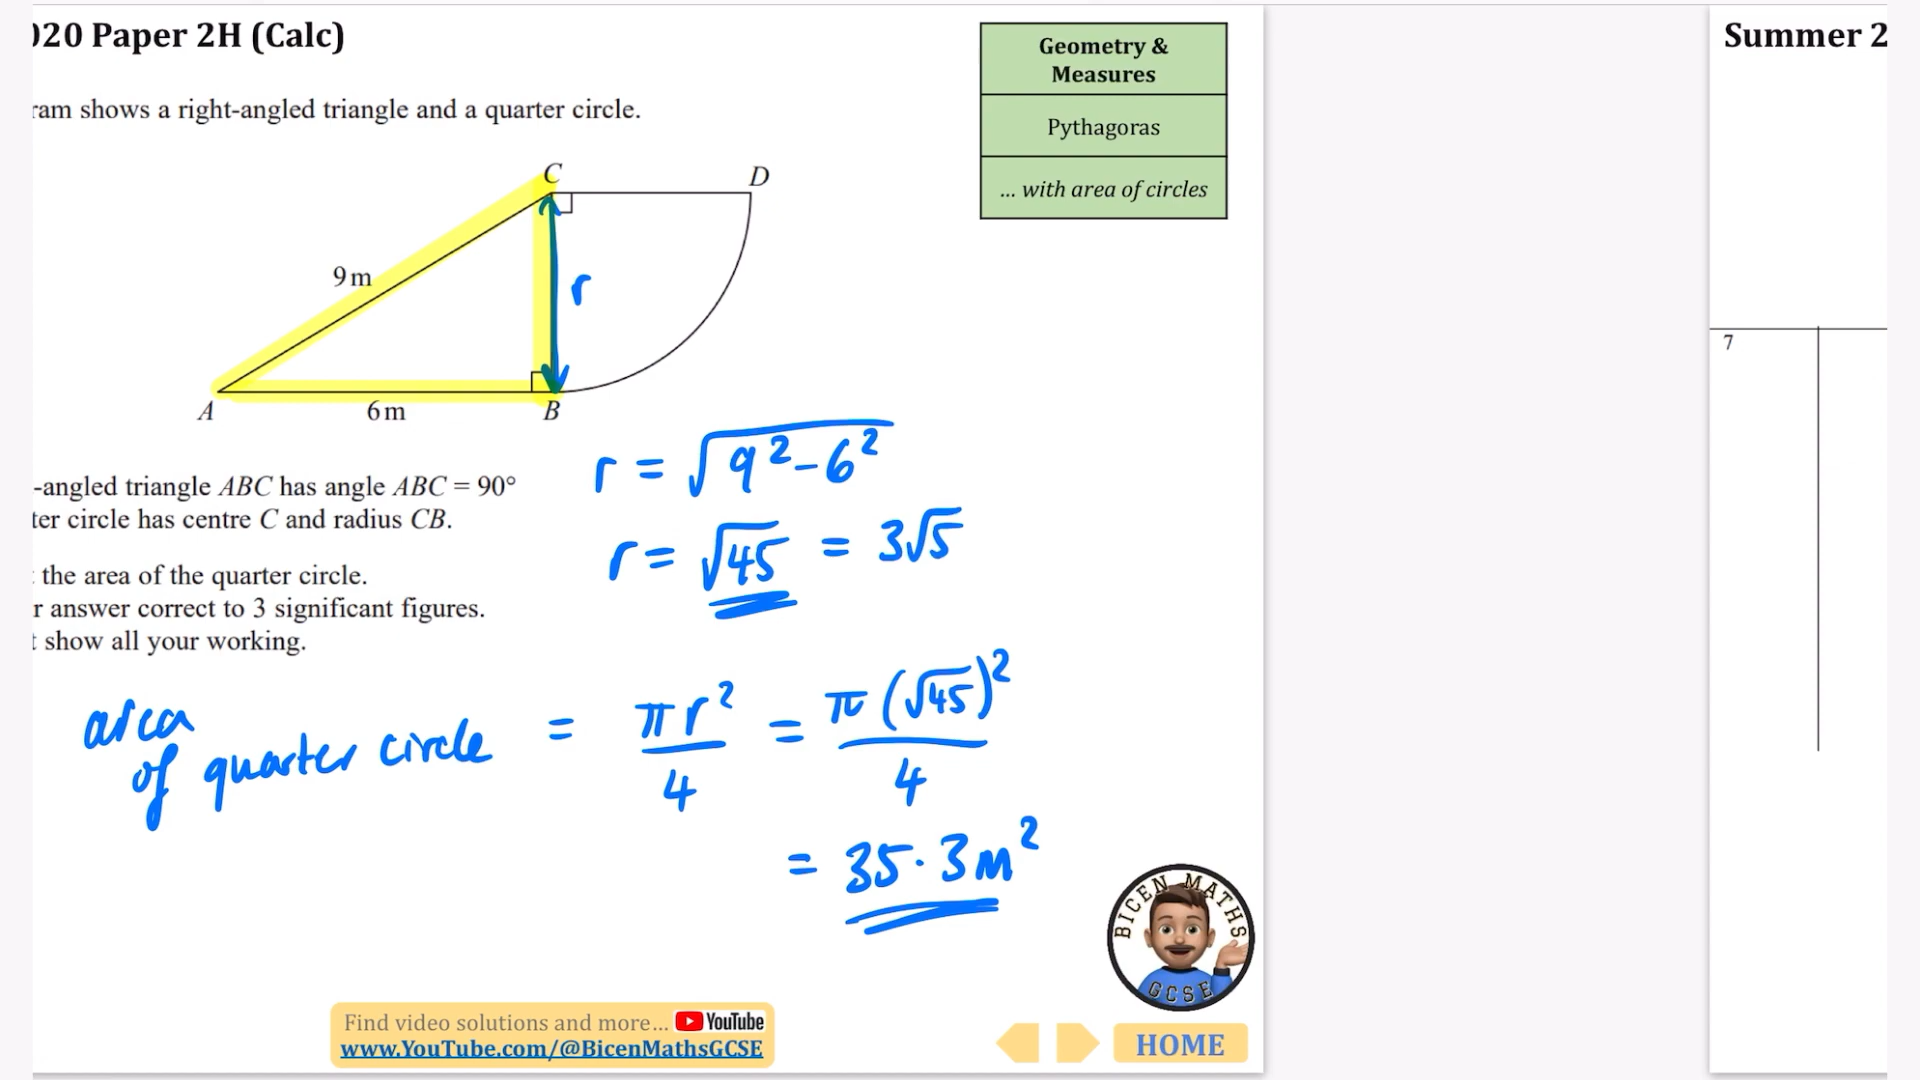 020 Paper 2H (Calc)
Geometry &
Measures
Pythagoras
... with area of circles
Summer 2
ram shows a right-angled triangle and a quarter circle.
C
D
9 m
r
A
6 m
B
7
r = √(9² – 6²)
r = √45 = 3√5
-angled triangle ABC has angle ABC = 90°
ter circle has centre C and radius CB.
the area of the quarter circle.
r answer correct to 3 significant figures.
t show all your working.
area
of quarter circle = πr²/4 = π(√45)²/4
= 35·3 m²
BICEN MATHS
GCSE
Find video solutions and more... YouTube
www.YouTube.com/@BicenMathsGCSE
HOME